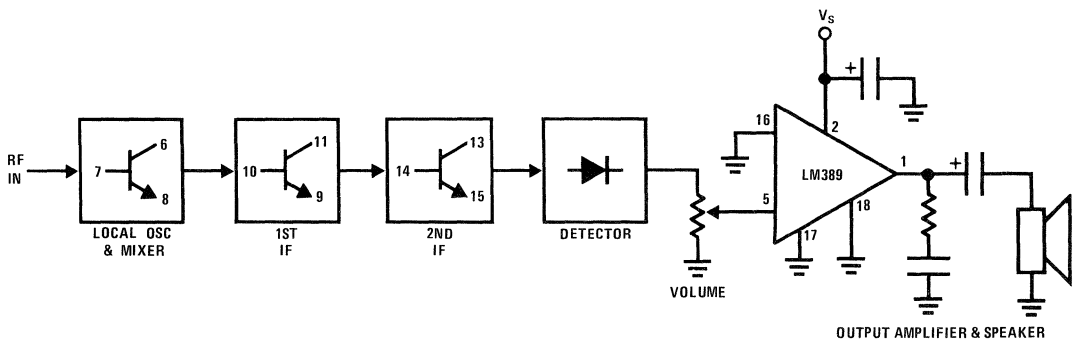 RF
IN
7
6
8
LOCAL OSC
& MIXER
10
11
9
1ST
IF
14
13
15
2ND
IF
DETECTOR
VOLUME
VS
+
16
2
LM389
1
5
17
18
+
OUTPUT AMPLIFIER & SPEAKER